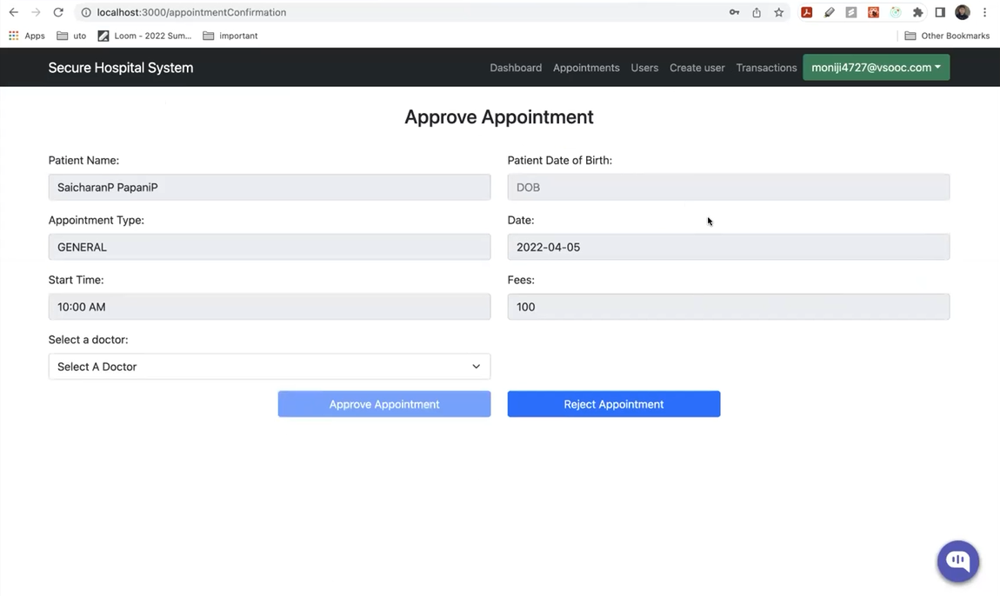 localhost:3000/appointmentConfirmation
Apps uto Loom - 2022 Sum... important Other Bookmarks
Secure Hospital System Dashboard Appointments Users Create user Transactions moniji4727@vsooc.com
Approve Appointment
Patient Name: Patient Date of Birth:
SaicharanP PapaniP DOB
Appointment Type: Date:
GENERAL 2022-04-05
Start Time: Fees:
10:00 AM 100
Select a doctor:
Select A Doctor
Approve Appointment Reject Appointment